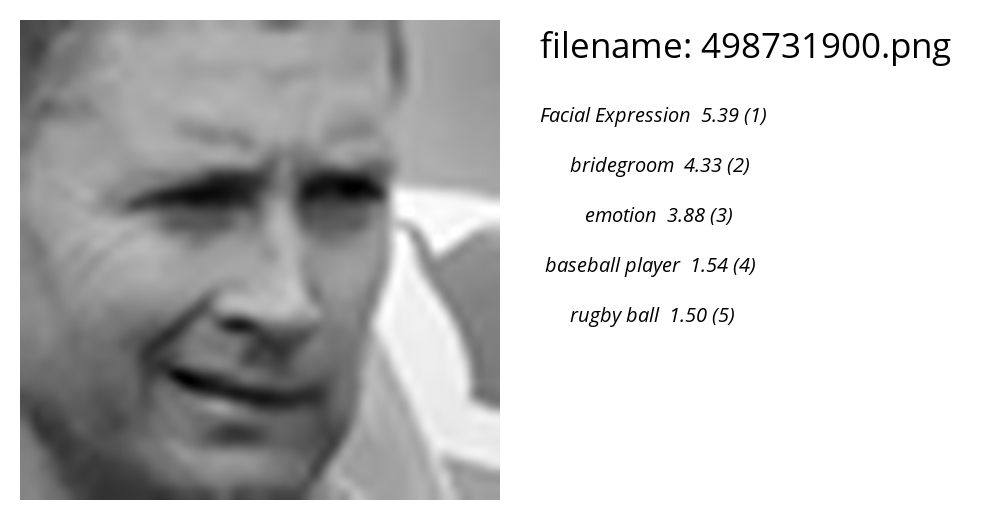 filename: 498731900.png
Facial Expression 5.39 (1)
bridegroom 4.33 (2)
emotion 3.88 (3)
baseball player 1.54 (4)
rugby ball 1.50 (5)